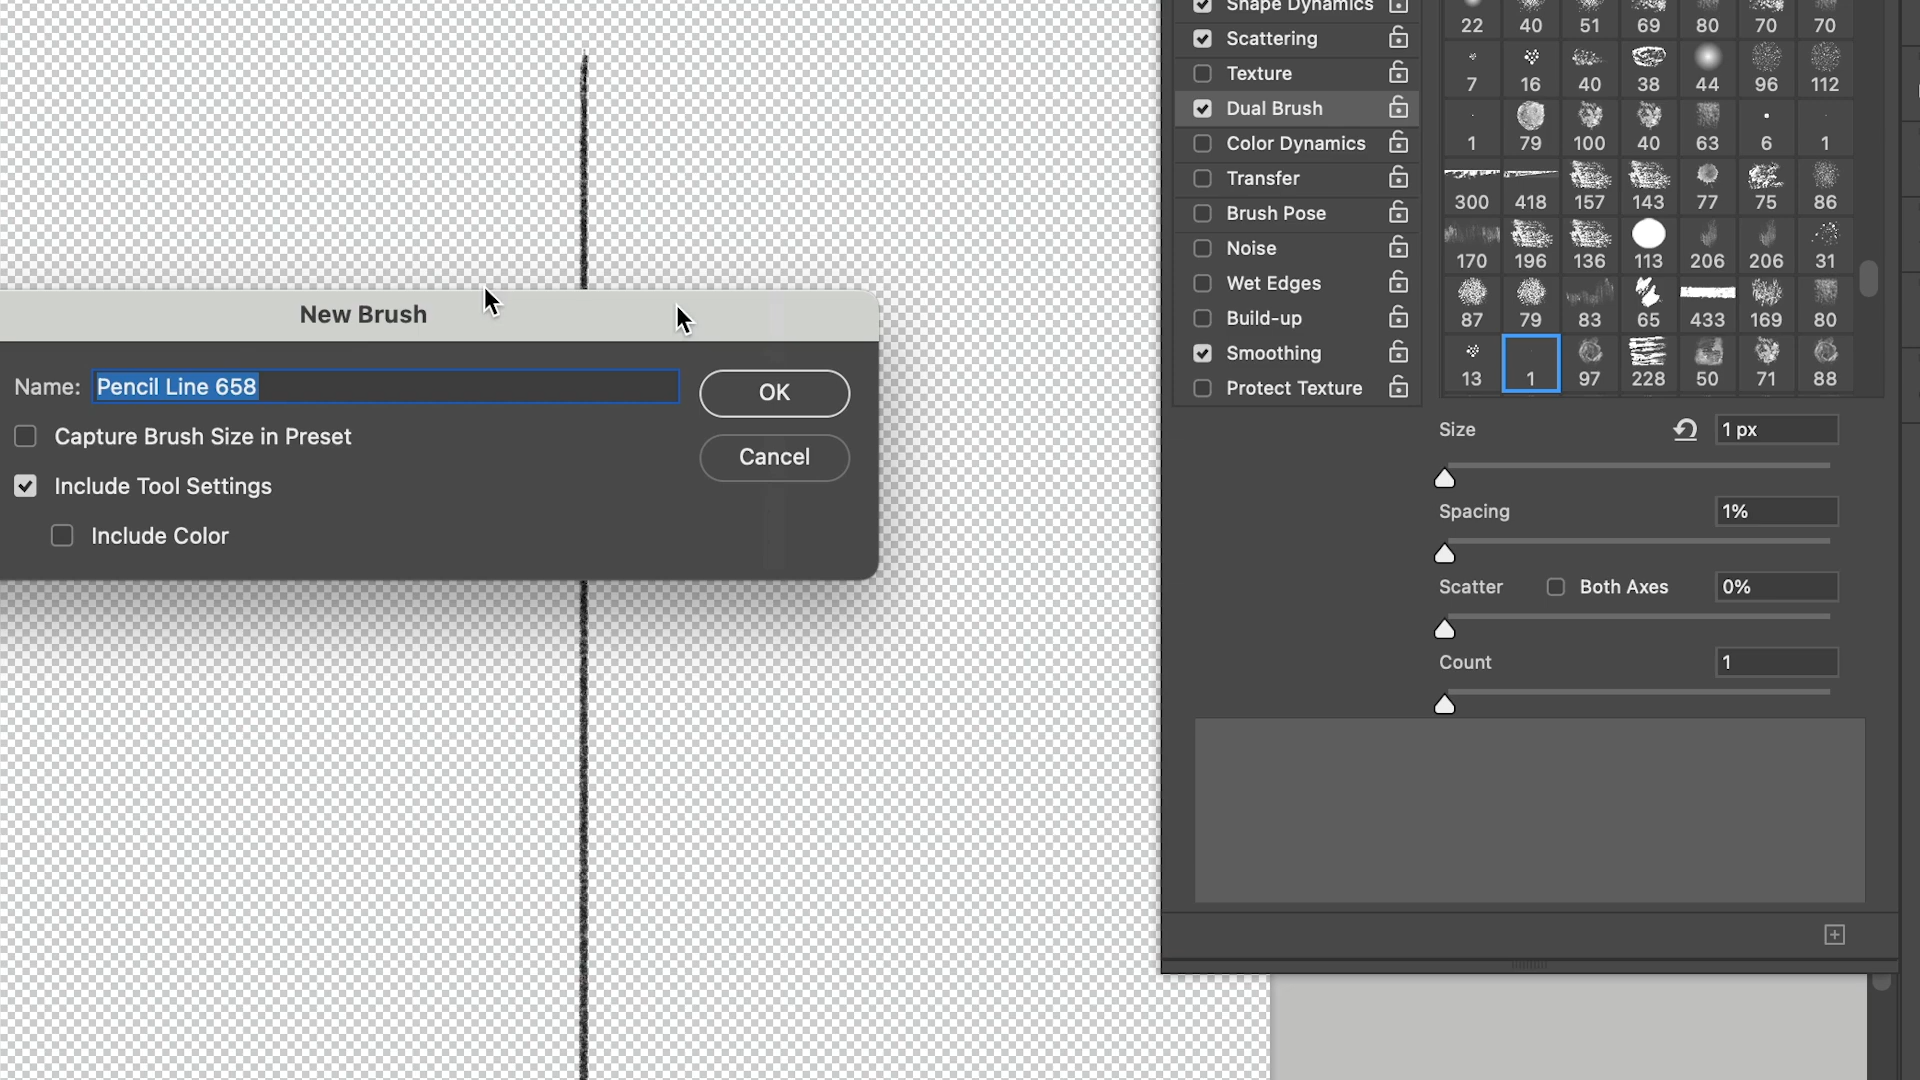 Shape Dynamics
Scattering
Texture
Dual Brush
Color Dynamics
Transfer
Brush Pose
Noise
Wet Edges
Build-up
Smoothing
Protect Texture
22 40 51 69 80 70 70
7 16 40 38 44 96 112
1 79 100 40 63 6 1
300 418 157 143 77 75 86
170 196 136 113 206 206 31
87 79 83 65 433 169 80
13 1 97 228 50 71 88
New Brush
Name: Pencil Line 658
OK
Capture Brush Size in Preset
Cancel
Include Tool Settings
Include Color
Size 1 px
Spacing 1%
Scatter Both Axes 0%
Count 1